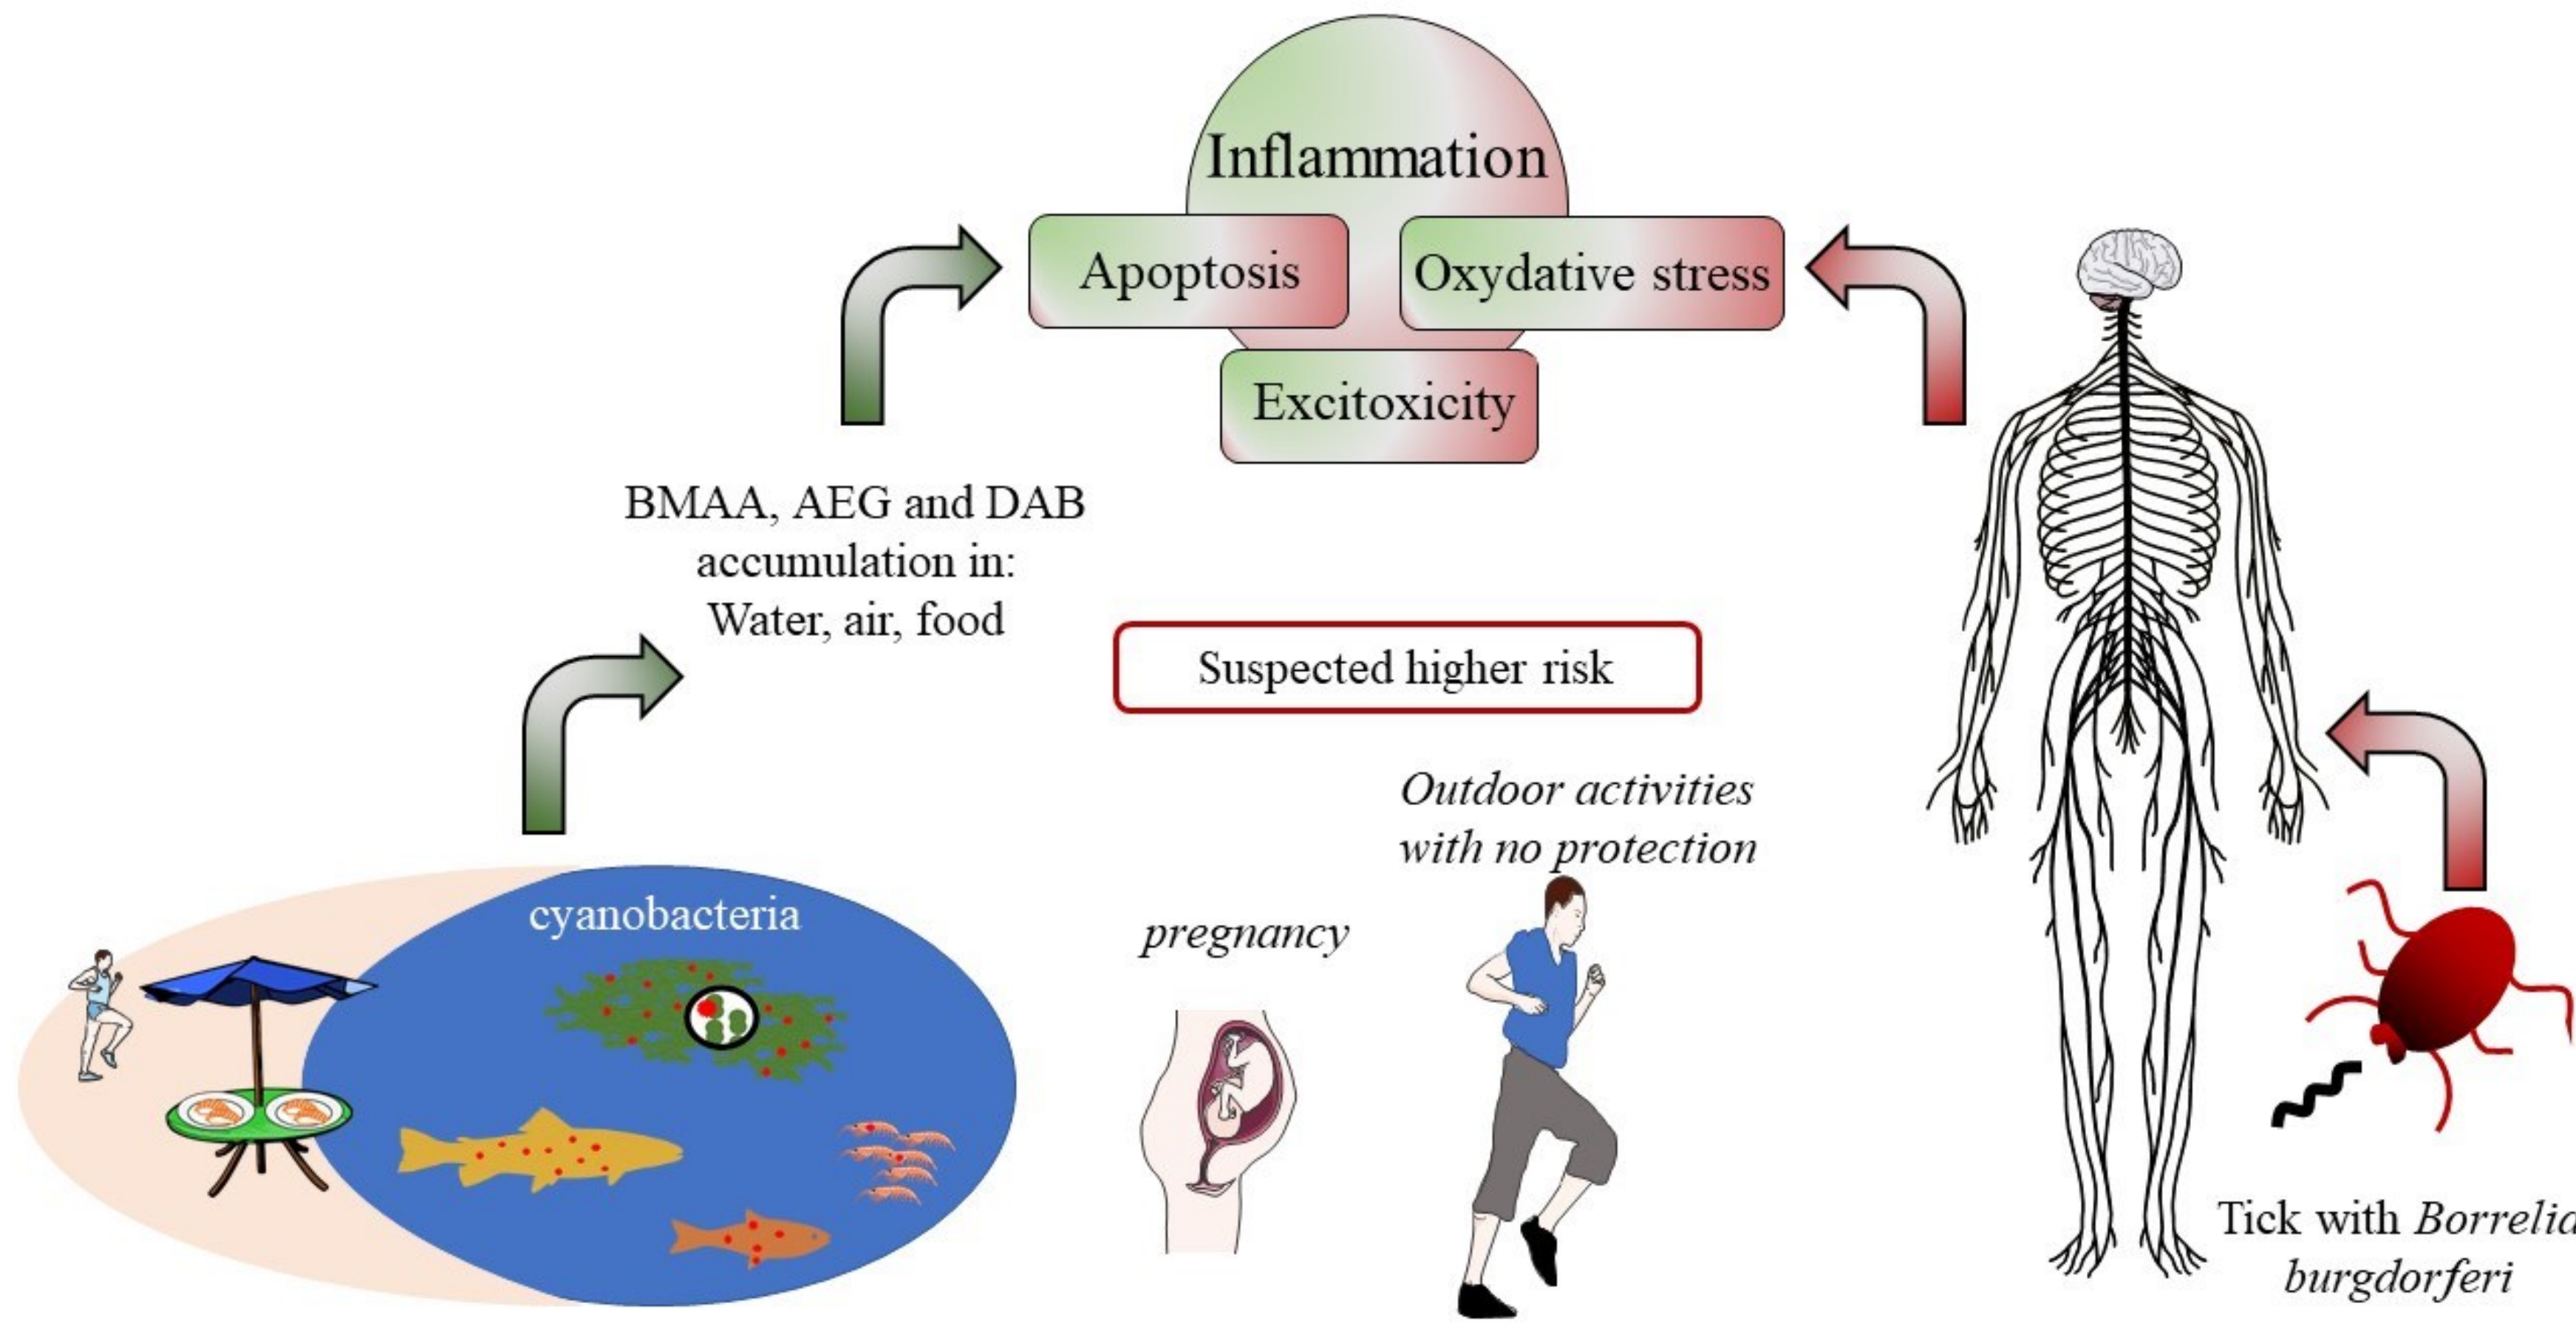 Inflammation
Apoptosis
Oxydative stress
Excitoxicity
BMAA, AEG and DAB
accumulation in:
Water, air, food
Suspected higher risk
Outdoor activities
with no protection
pregnancy
cyanobacteria
Tick with Borrelia
burgdorferi